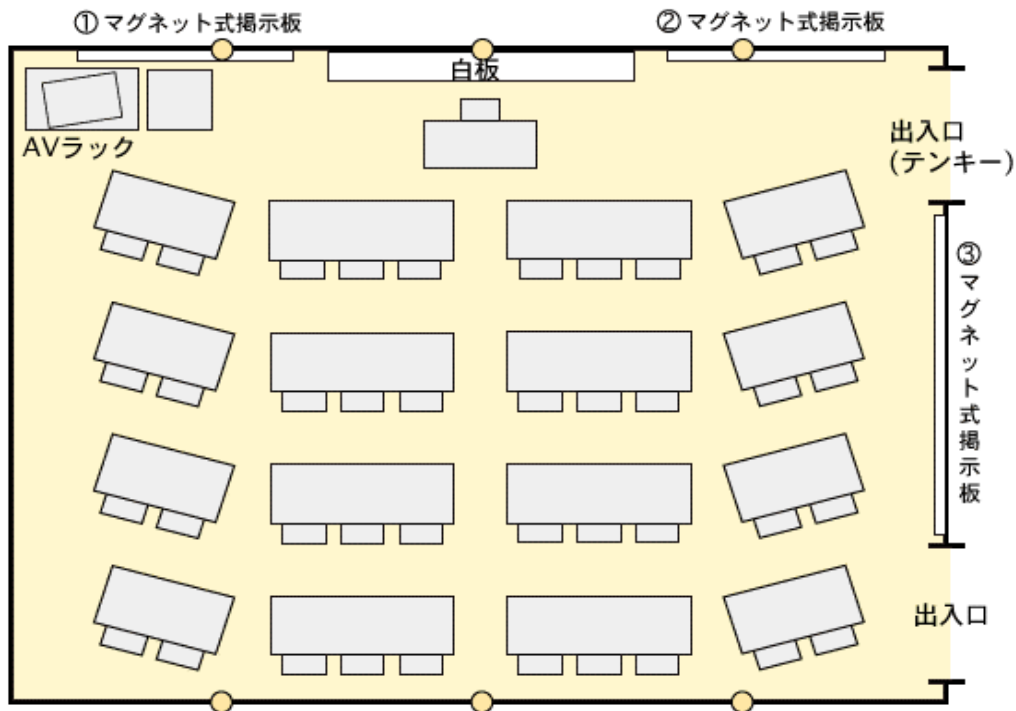 ① マグネット式掲示板
② マグネット式掲示板
白板
AVラック
出入口
(テンキー)
③マグネット式掲示板
出入口